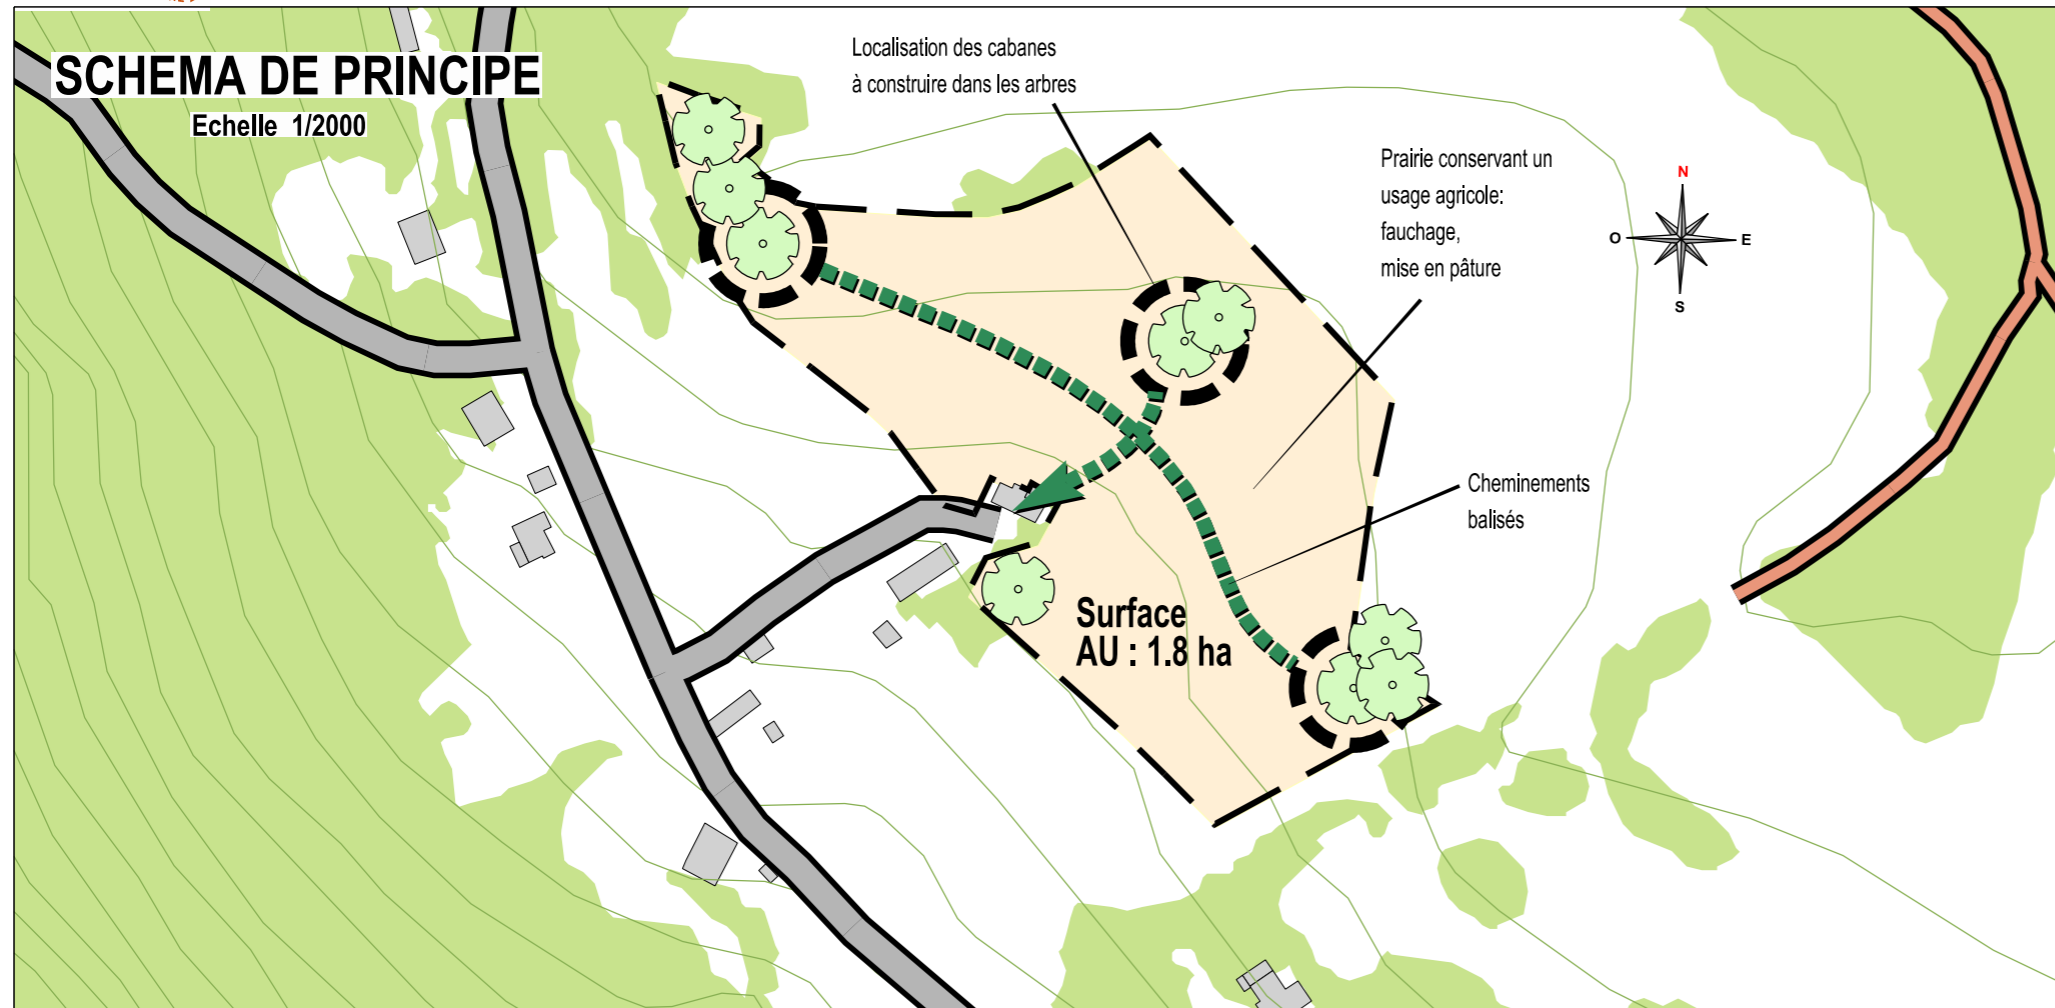 SCHEMA DE PRINCIPE
Echelle 1/2000
Localisation des cabanes
à construire dans les arbres
Prairie conservant un
usage agricole:
fauchage,
mise en pâture
N
O
E
S
Cheminements
balisés
Surface
AU : 1.8 ha